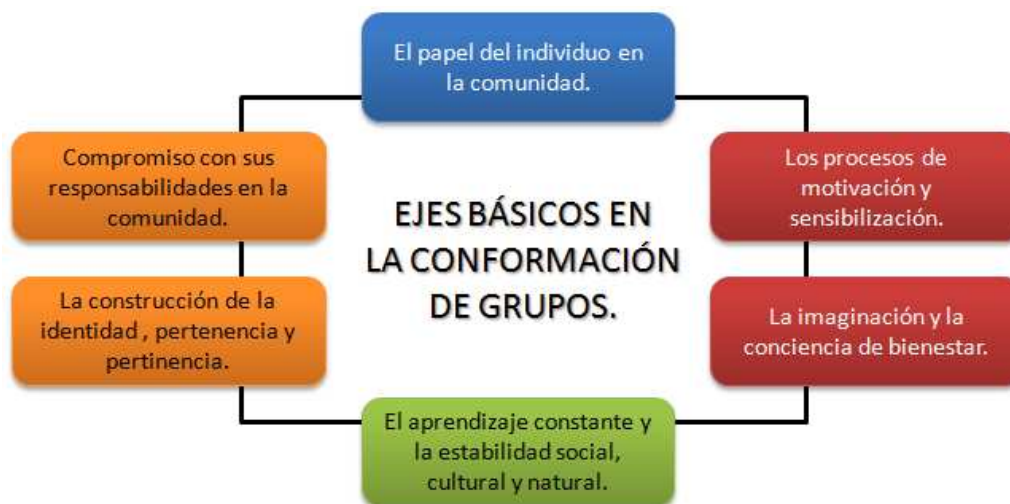 El papel del individuo en
la comunidad.
Compromiso con sus
responsabilidades en la
comunidad.
Los procesos de
motivación y
sensibilización.
EJES BÁSICOS EN
LA CONFORMACIÓN
DE GRUPOS.
La construcción de la
identidad , pertenencia y
pertinencia.
La imaginación y la
conciencia de bienestar.
El aprendizaje constante y
la estabilidad social,
cultural y natural.